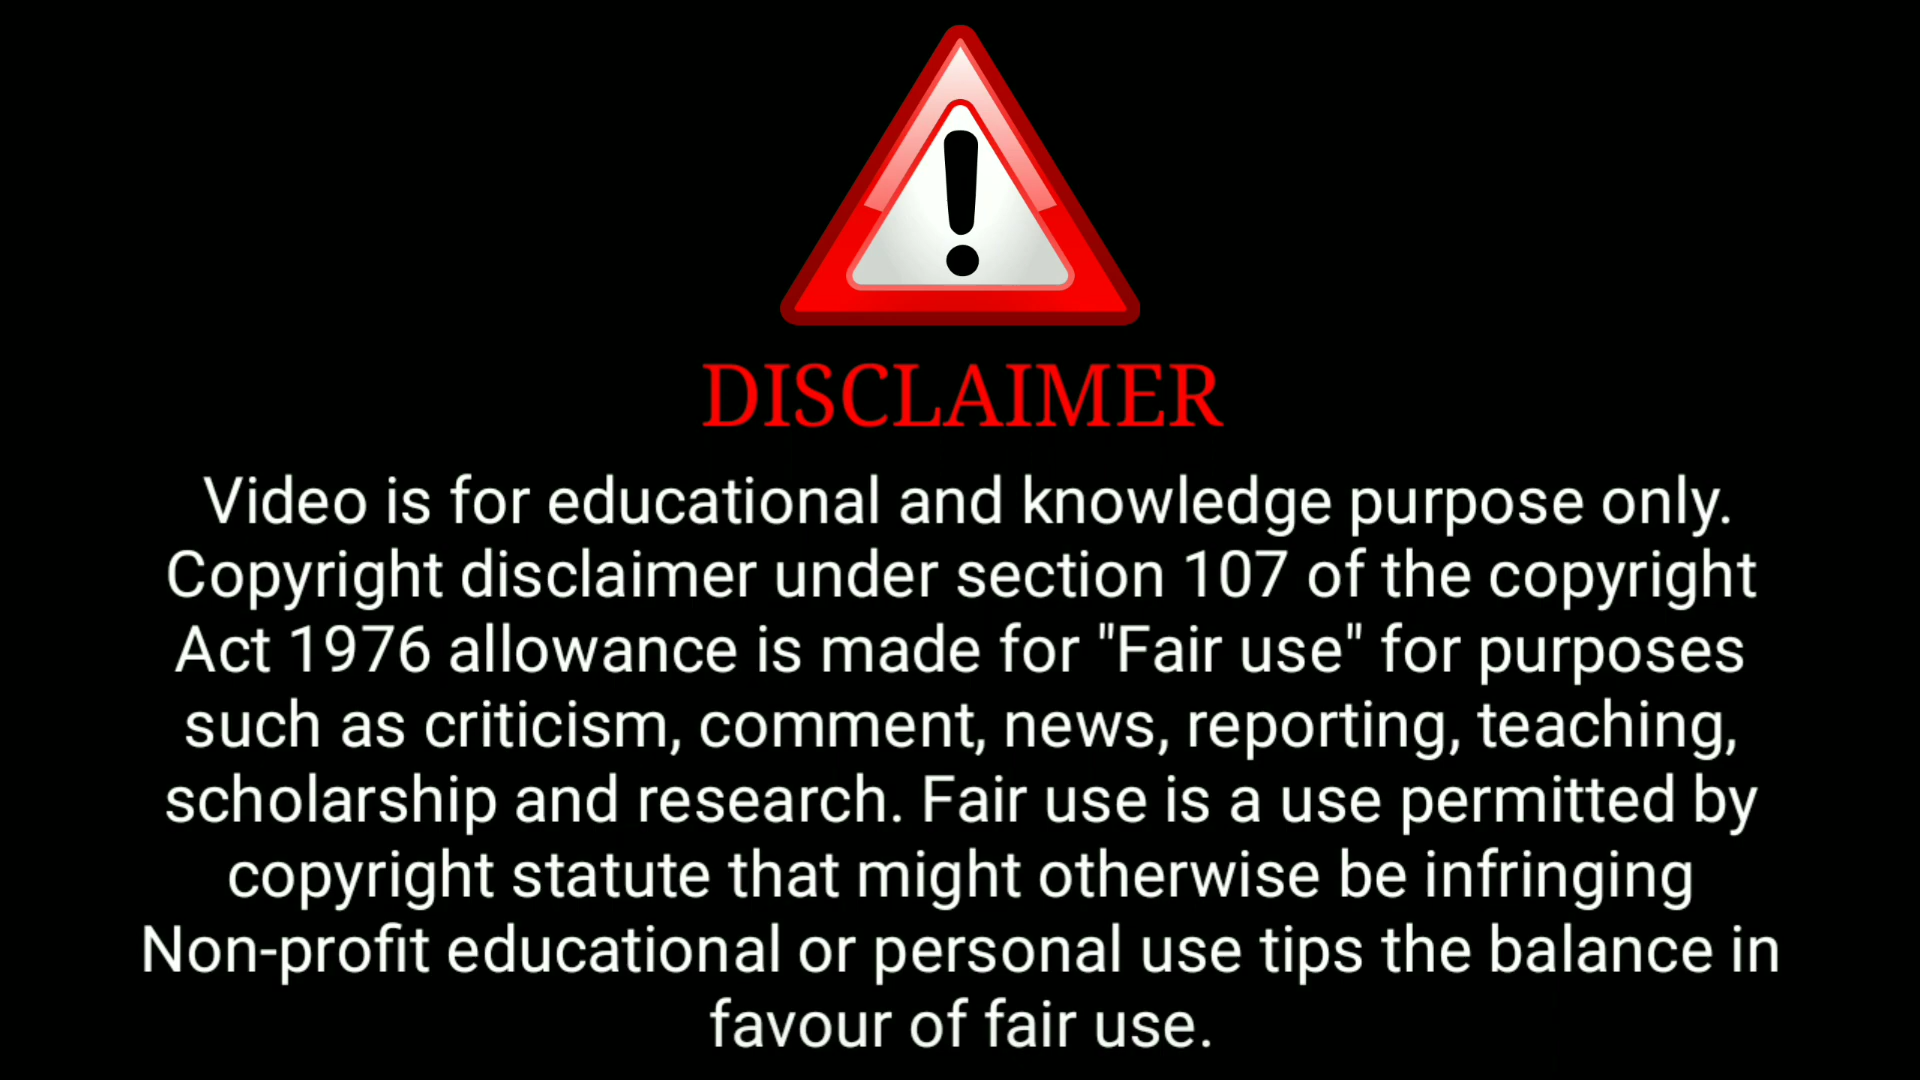 DISCLAIMER
Video is for educational and knowledge purpose only.
Copyright disclaimer under section 107 of the copyright
Act 1976 allowance is made for "Fair use" for purposes
such as criticism, comment, news, reporting, teaching,
scholarship and research. Fair use is a use permitted by
copyright statute that might otherwise be infringing
Non-profit educational or personal use tips the balance in
favour of fair use.